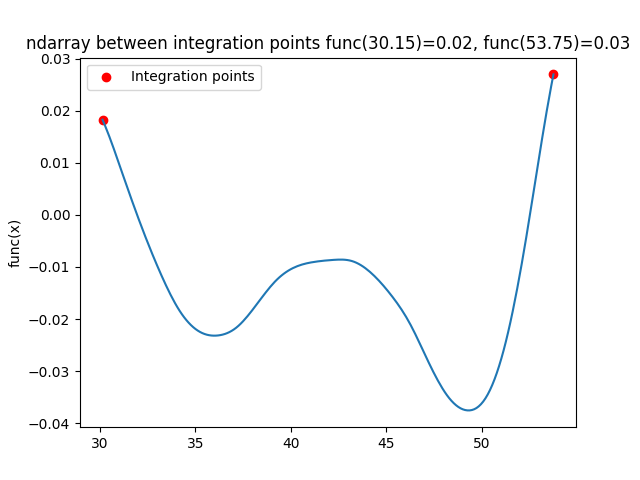 ndarray between integration points func(30.15)=0.02, func(53.75)=0.03
Integration points
func(x)
0.03
0.02
0.01
0.00
−0.01
−0.02
−0.03
−0.04
30 35 40 45 50